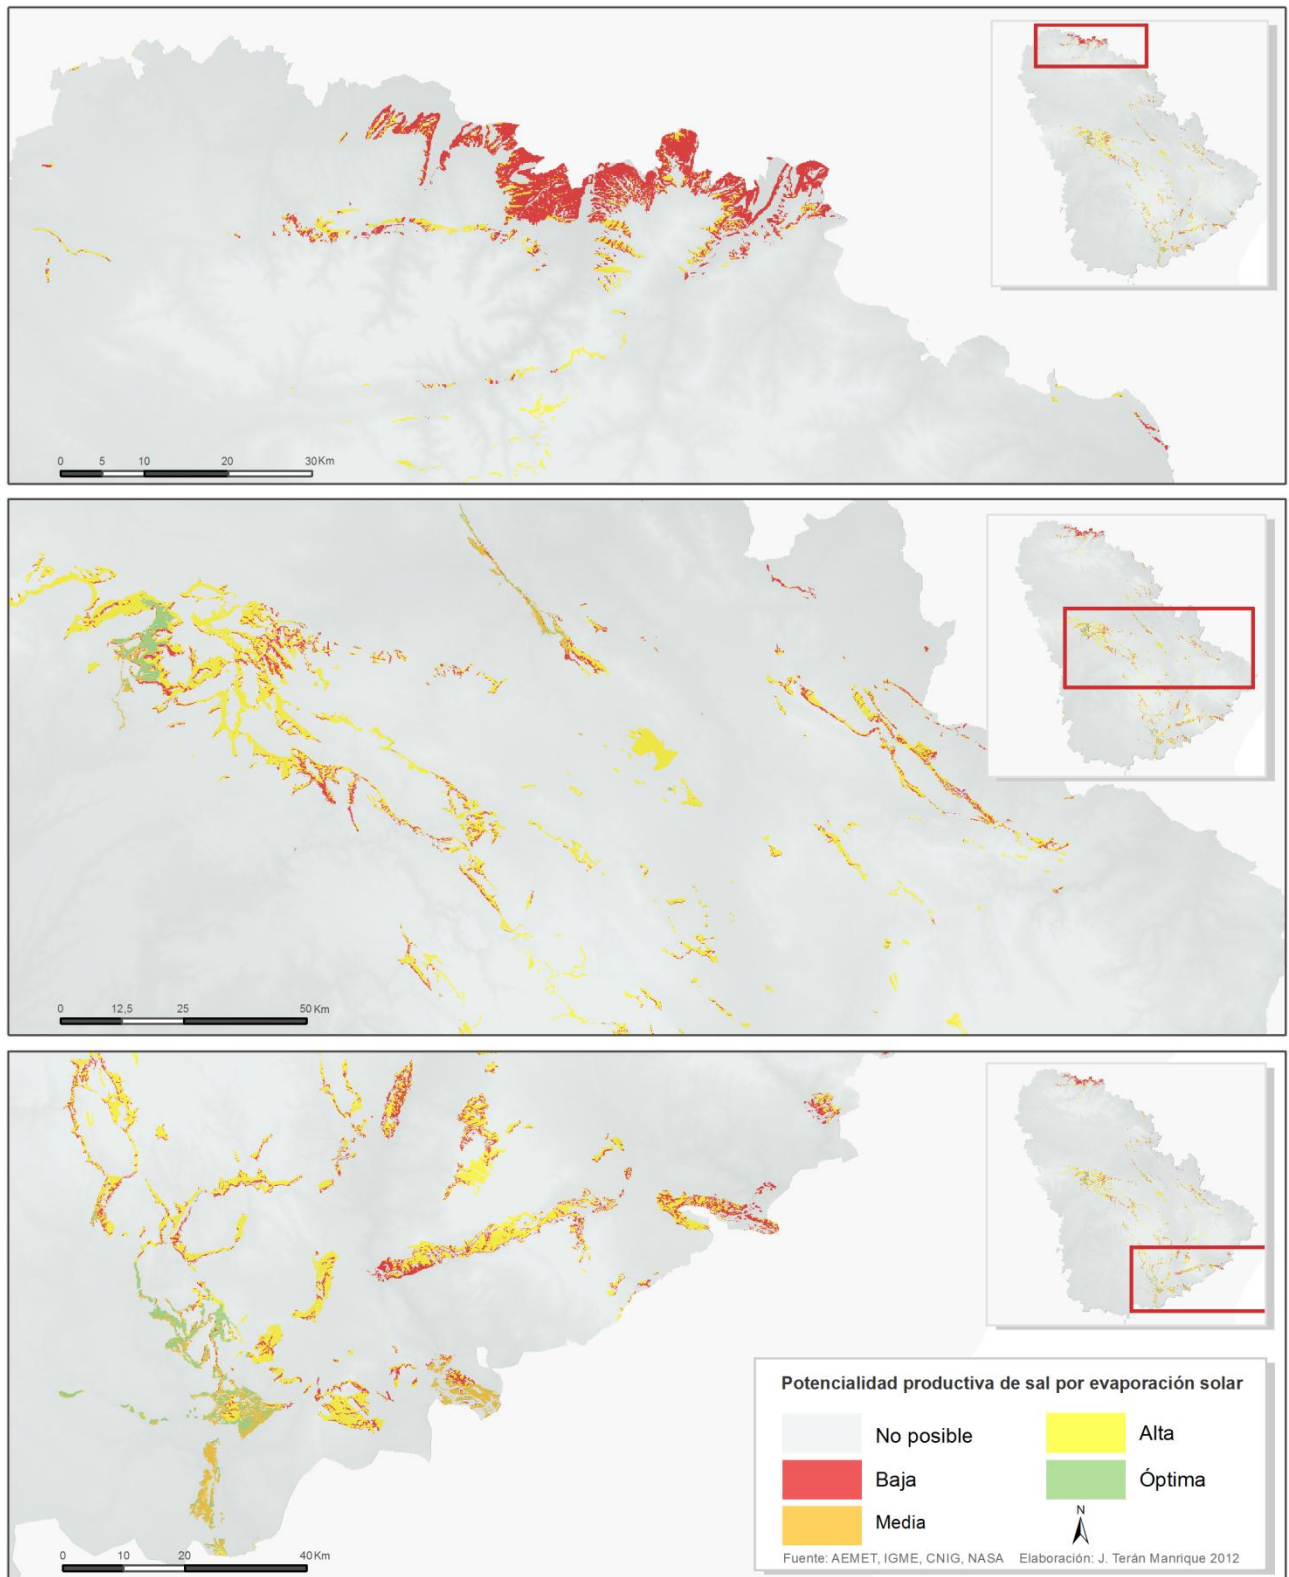 0 5 10 20 30 Km
0 12,5 25 50 Km
Potencialidad productiva de sal por evaporación solar
No posible
Alta
Baja
Óptima
Media
N
Fuente: AEMET, IGME, CNIG, NASA Elaboración: J. Terán Manrique 2012
0 10 20 40 Km